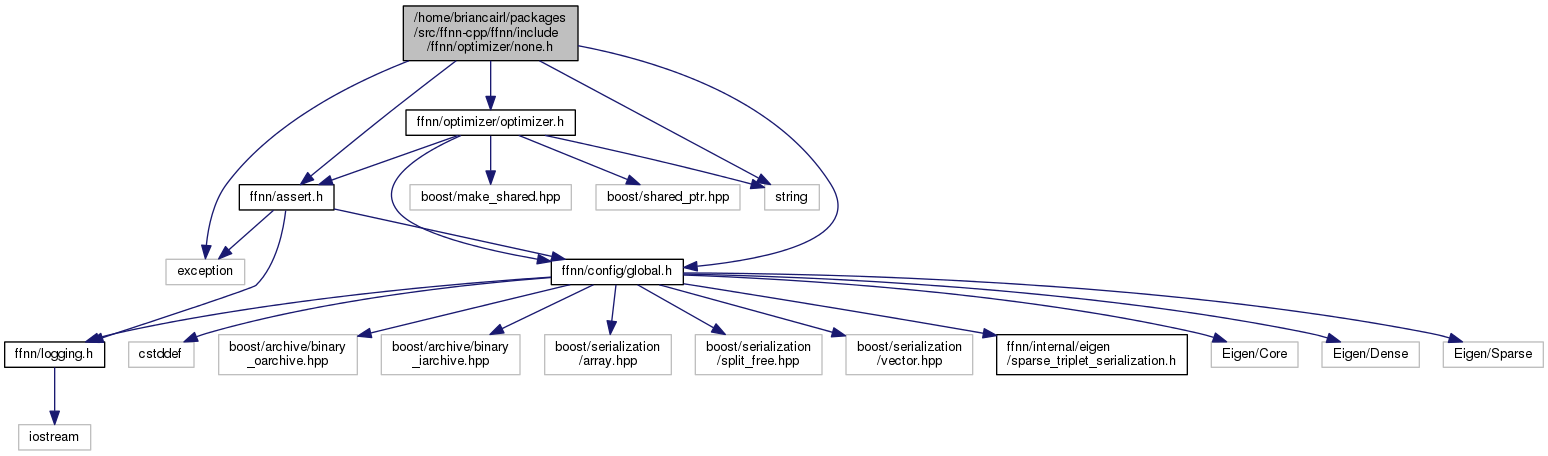 /home/briancairl/packages
/src/ffnn-cpp/ffnn/include
/ffnn/optimizer/none.h
ffnn/optimizer/optimizer.h
ffnn/assert.h
boost/make_shared.hpp
boost/shared_ptr.hpp
string
exception
ffnn/config/global.h
ffnn/logging.h
cstddef
boost/archive/binary
_oarchive.hpp
boost/archive/binary
_iarchive.hpp
boost/serialization
/array.hpp
boost/serialization
/split_free.hpp
boost/serialization
/vector.hpp
ffnn/internal/eigen
/sparse_triplet_serialization.h
Eigen/Core
Eigen/Dense
Eigen/Sparse
iostream